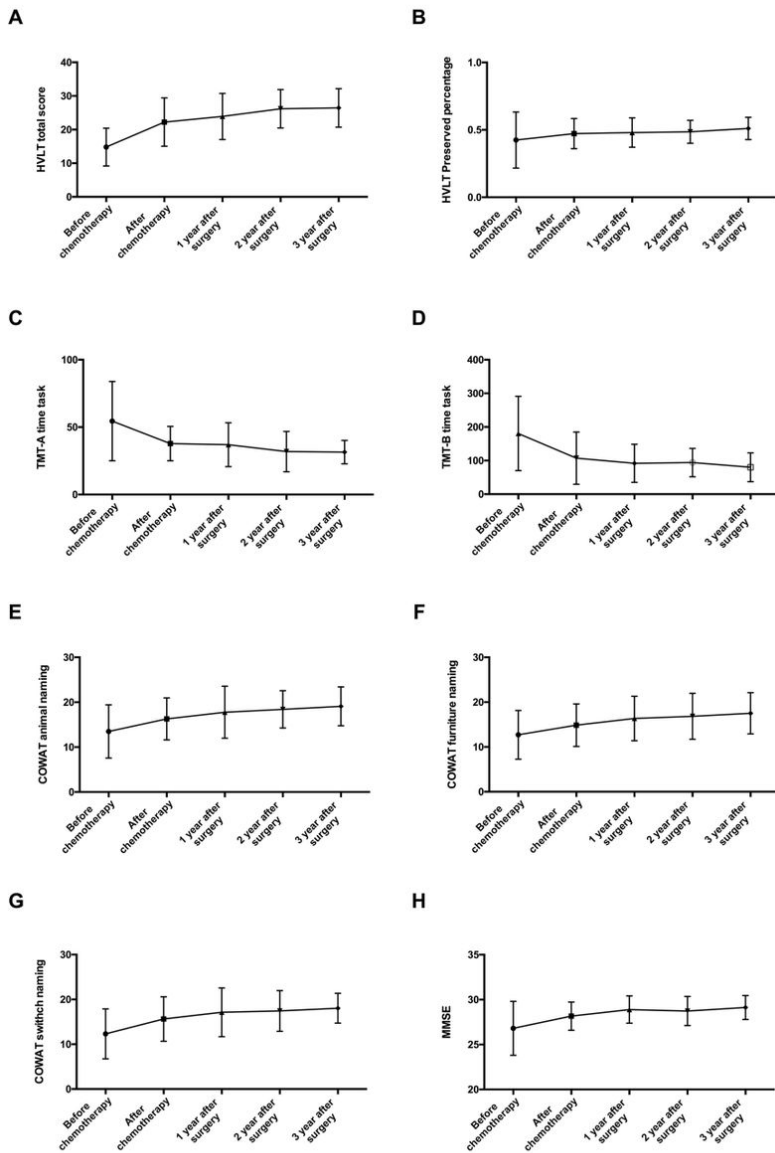 A
HVLT total score
40
30
20
10
0
Before
chemotherapy
After
chemotherapy
1 year after
surgery
2 year after
surgery
3 year after
surgery
B
HVLT Preserved percentage
1.0
0.5
0.0
Before
chemotherapy
After
chemotherapy
1 year after
surgery
2 year after
surgery
3 year after
surgery
C
TMT-A time task
100
50
0
Before
chemotherapy
After
chemotherapy
1 year after
surgery
2 year after
surgery
3 year after
surgery
D
TMT-B time task
400
300
200
100
0
Before
chemotherapy
After
chemotherapy
1 year after
surgery
2 year after
surgery
3 year after
surgery
E
COWAT animal naming
30
20
10
0
Before
chemotherapy
After
chemotherapy
1 year after
surgery
2 year after
surgery
3 year after
surgery
F
COWAT furniture naming
30
20
10
0
Before
chemotherapy
After
chemotherapy
1 year after
surgery
2 year after
surgery
3 year after
surgery
G
COWAT swithch naming
30
20
10
0
Before
chemotherapy
After
chemotherapy
1 year after
surgery
2 year after
surgery
3 year after
surgery
H
MMSE
35
30
25
20
Before
chemotherapy
After
chemotherapy
1 year after
surgery
2 year after
surgery
3 year after
surgery